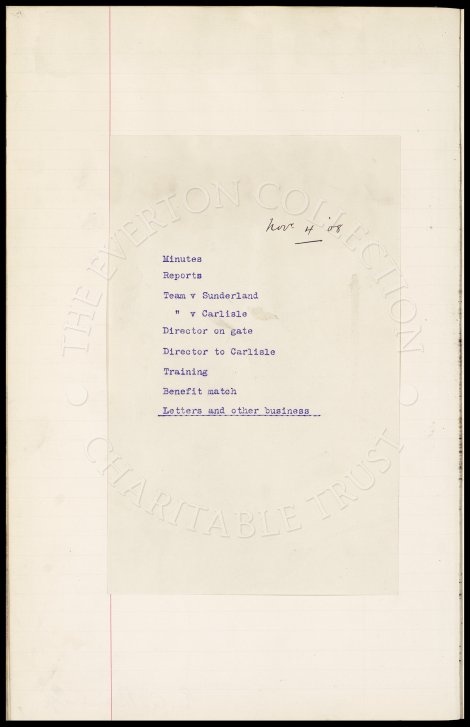 Nov. 4 '08
Minutes
Reports
Team v Sunderland
" v Carlisle
Director on gate
Director to Carlisle
Training
Benefit match
Letters and other business
THE EVERTON COLLECTION
CHARITABLE TRUST